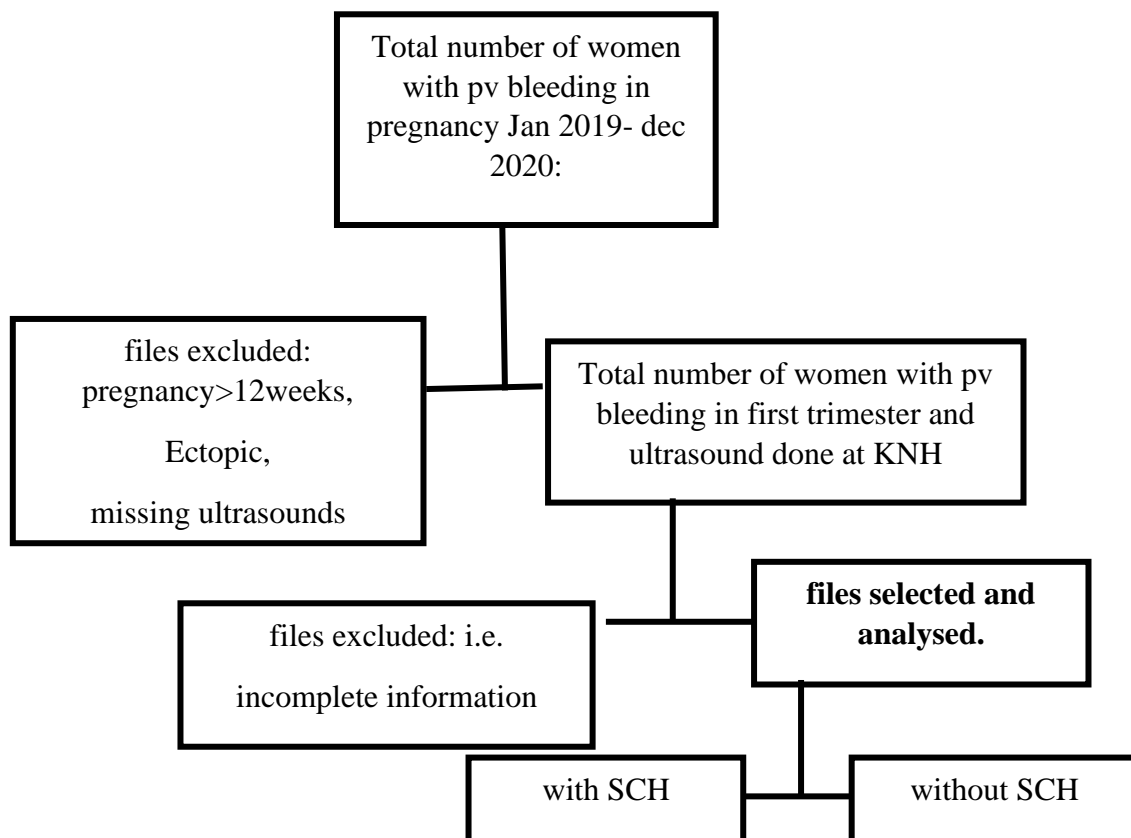 Total number of women
with pv bleeding in
pregnancy Jan 2019- dec
2020:
files excluded:
pregnancy>12weeks,
Ectopic,
missing ultrasounds
Total number of women with pv
bleeding in first trimester and
ultrasound done at KNH
files selected and
analysed.
files excluded: i.e.
incomplete information
with SCH
without SCH